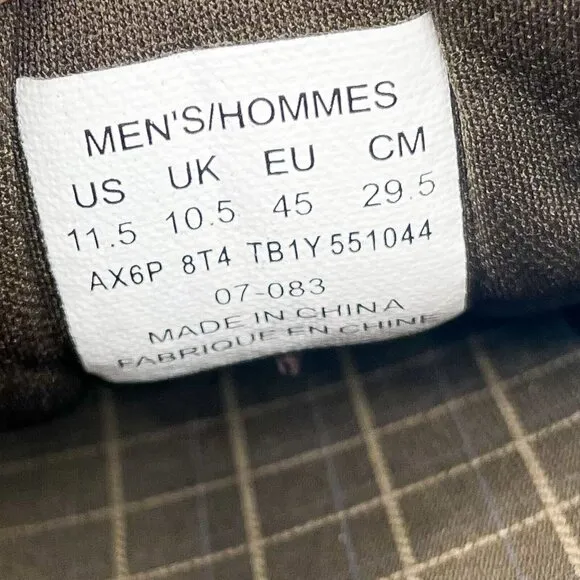 MEN'S/HOMMES
US UK EU CM
11.5 10.5 45 29.5
AX6P 8T4 TB1Y 551044
07-083
MADE IN CHINA
FABRIQUE EN CHINE